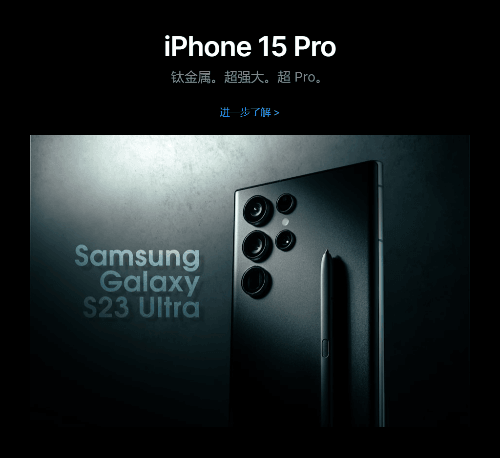 iPhone 15 Pro
钛金属。超强大。超 Pro。
进一步了解 >
Samsung
Galaxy
S23 Ultra